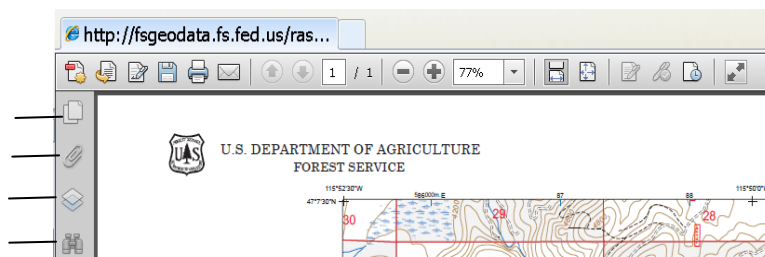 http://fsgeodata.fs.fed.us/ras...
1 / 1 77%
UAS
U.S. DEPARTMENT OF AGRICULTURE
FOREST SERVICE
115°52'30"W 566000m E 87 88 115°50'0"
47°7'30"N
30 29 28